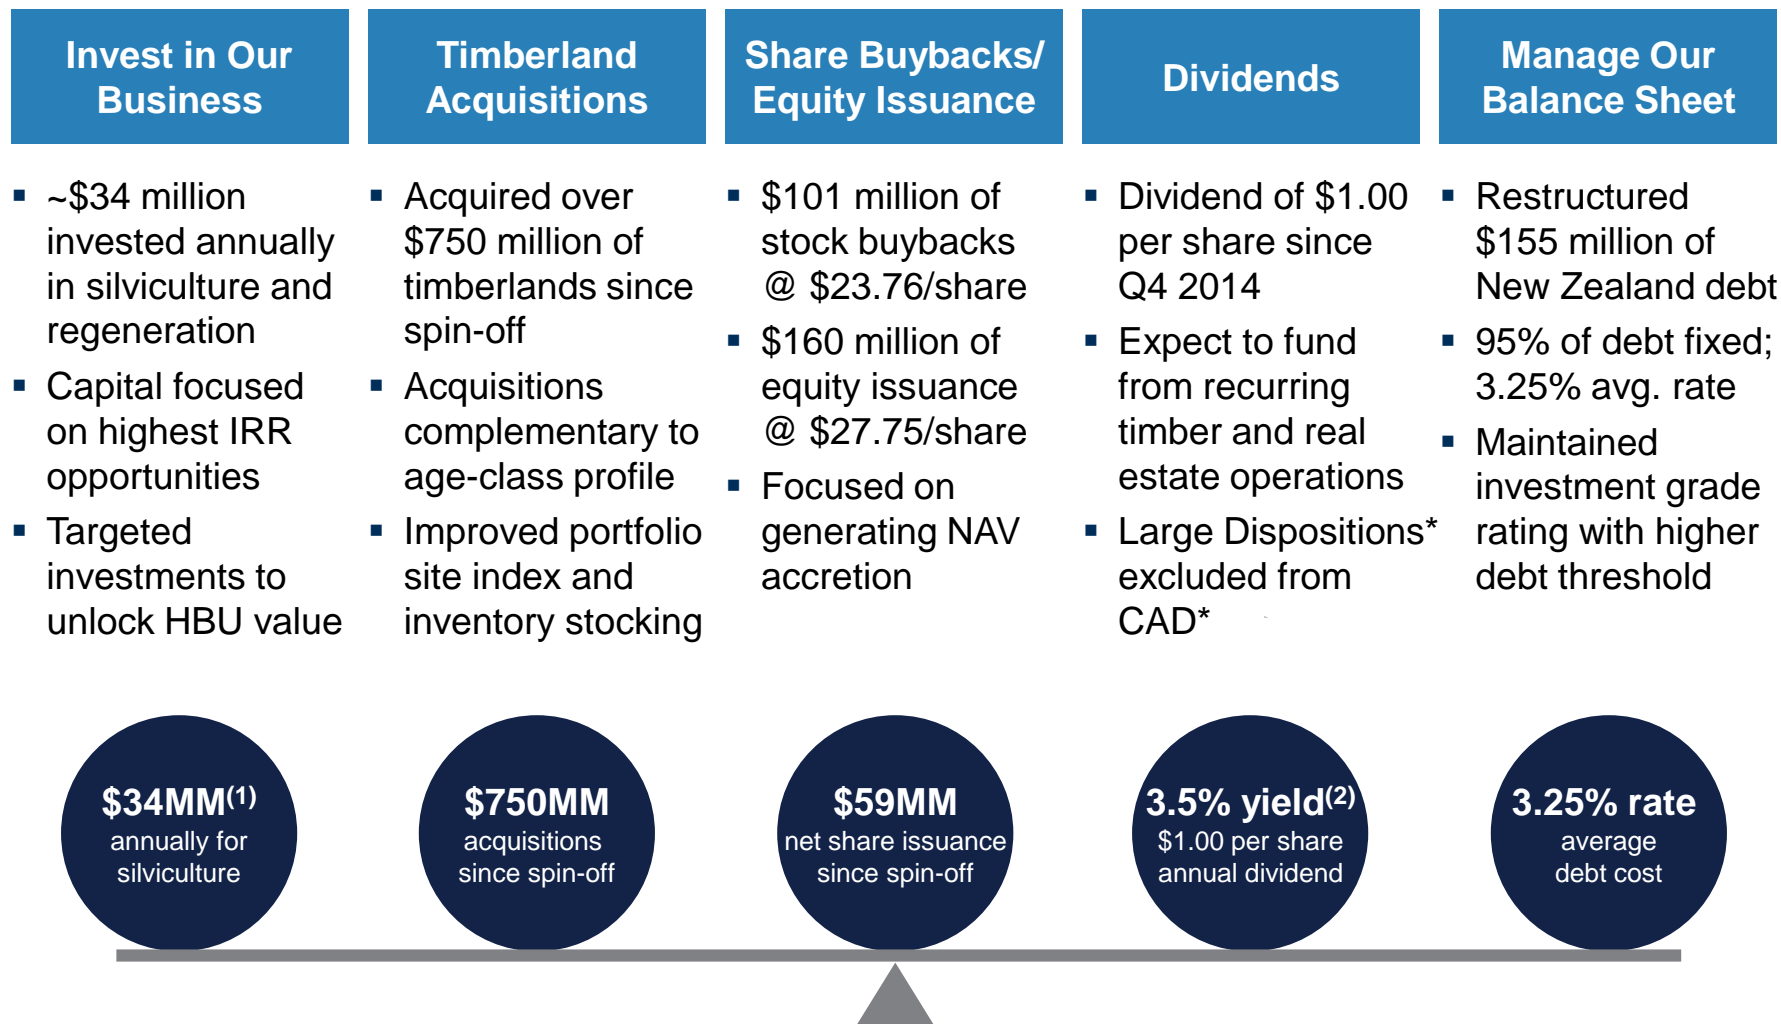 Invest in Our
Business
▪ ~$34 million
invested annually
in silviculture and
regeneration
▪ Capital focused
on highest IRR
opportunities
▪ Targeted
investments to
unlock HBU value
$34MM(1)
annually for
silviculture
Timberland
Acquisitions
▪ Acquired over
$750 million of
timberlands since
spin-off
▪ Acquisitions
complementary to
age-class profile
▪ Improved portfolio
site index and
inventory stocking
$750MM
acquisitions
since spin-off
Share Buybacks/
Equity Issuance
▪ $101 million of
stock buybacks
@ $23.76/share
▪ $160 million of
equity issuance
@ $27.75/share
▪ Focused on
generating NAV
accretion
$59MM
net share issuance
since spin-off
Dividends
▪ Dividend of $1.00
per share since
Q4 2014
▪ Expect to fund
from recurring
timber and real
estate operations
▪ Large Dispositions*
excluded from
CAD*
3.5% yield(2)
$1.00 per share
annual dividend
Manage Our
Balance Sheet
▪ Restructured
$155 million of
New Zealand debt
▪ 95% of debt fixed;
3.25% avg. rate
▪ Maintained
investment grade
rating with higher
debt threshold
3.25% rate
average
debt cost